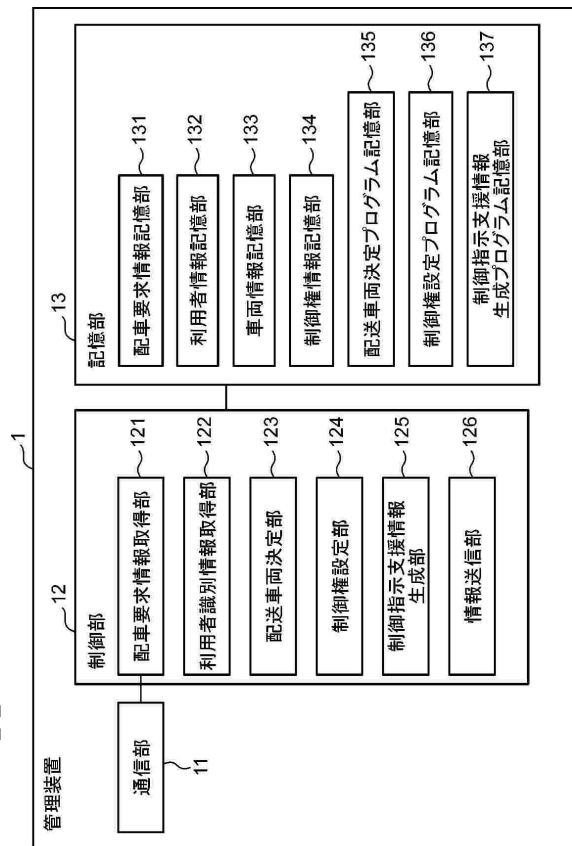 1
管理装置
通信部
11
12
制御部
配車要求情報取得部
121
利用者識別情報取得部
122
配送車両決定部
123
制御権設定部
124
制御指示支援情報
生成部
125
情報送信部
126
13
記憶部
配車要求情報記憶部
131
利用者情報記憶部
132
車両情報記憶部
133
制御権情報記憶部
134
配送車両決定プログラム記憶部
135
制御権設定プログラム記憶部
136
制御指示支援情報
生成プログラム記憶部
137